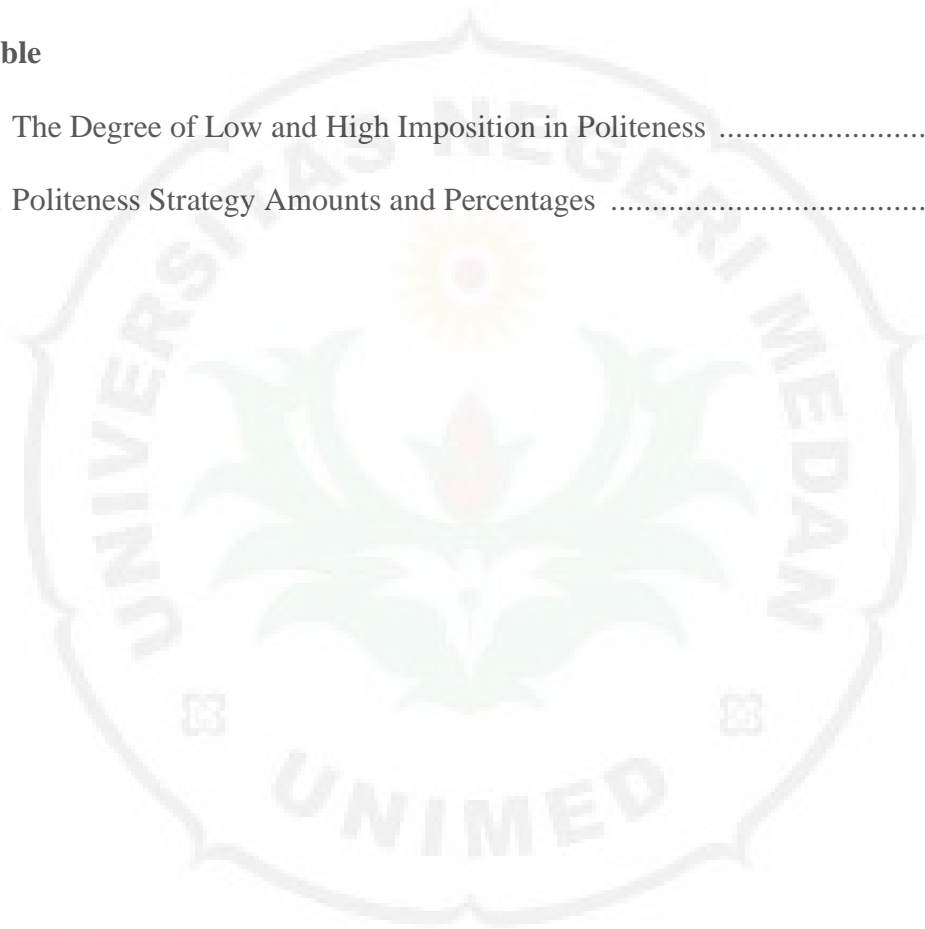 ble
The Degree of Low and High Imposition in Politeness ..........................
Politeness Strategy Amounts and Percentages .......................................
UNIVERSITAS NEGERI MEDAN
UNIMED